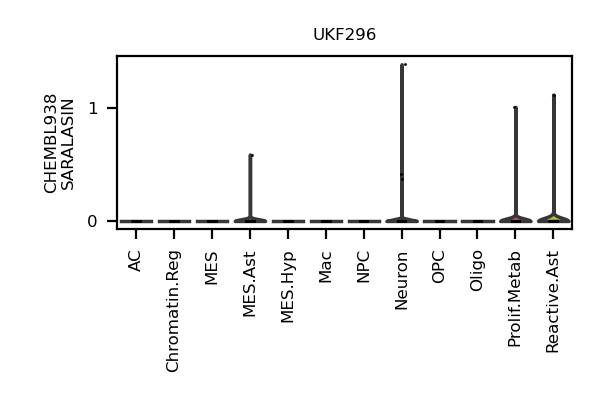 UKF296
CHEMBL938
SARALASIN
1
0
AC
Chromatin.Reg
MES
MES.Ast
MES.Hyp
Mac
NPC
Neuron
OPC
Oligo
Prolif.Metab
Reactive.Ast